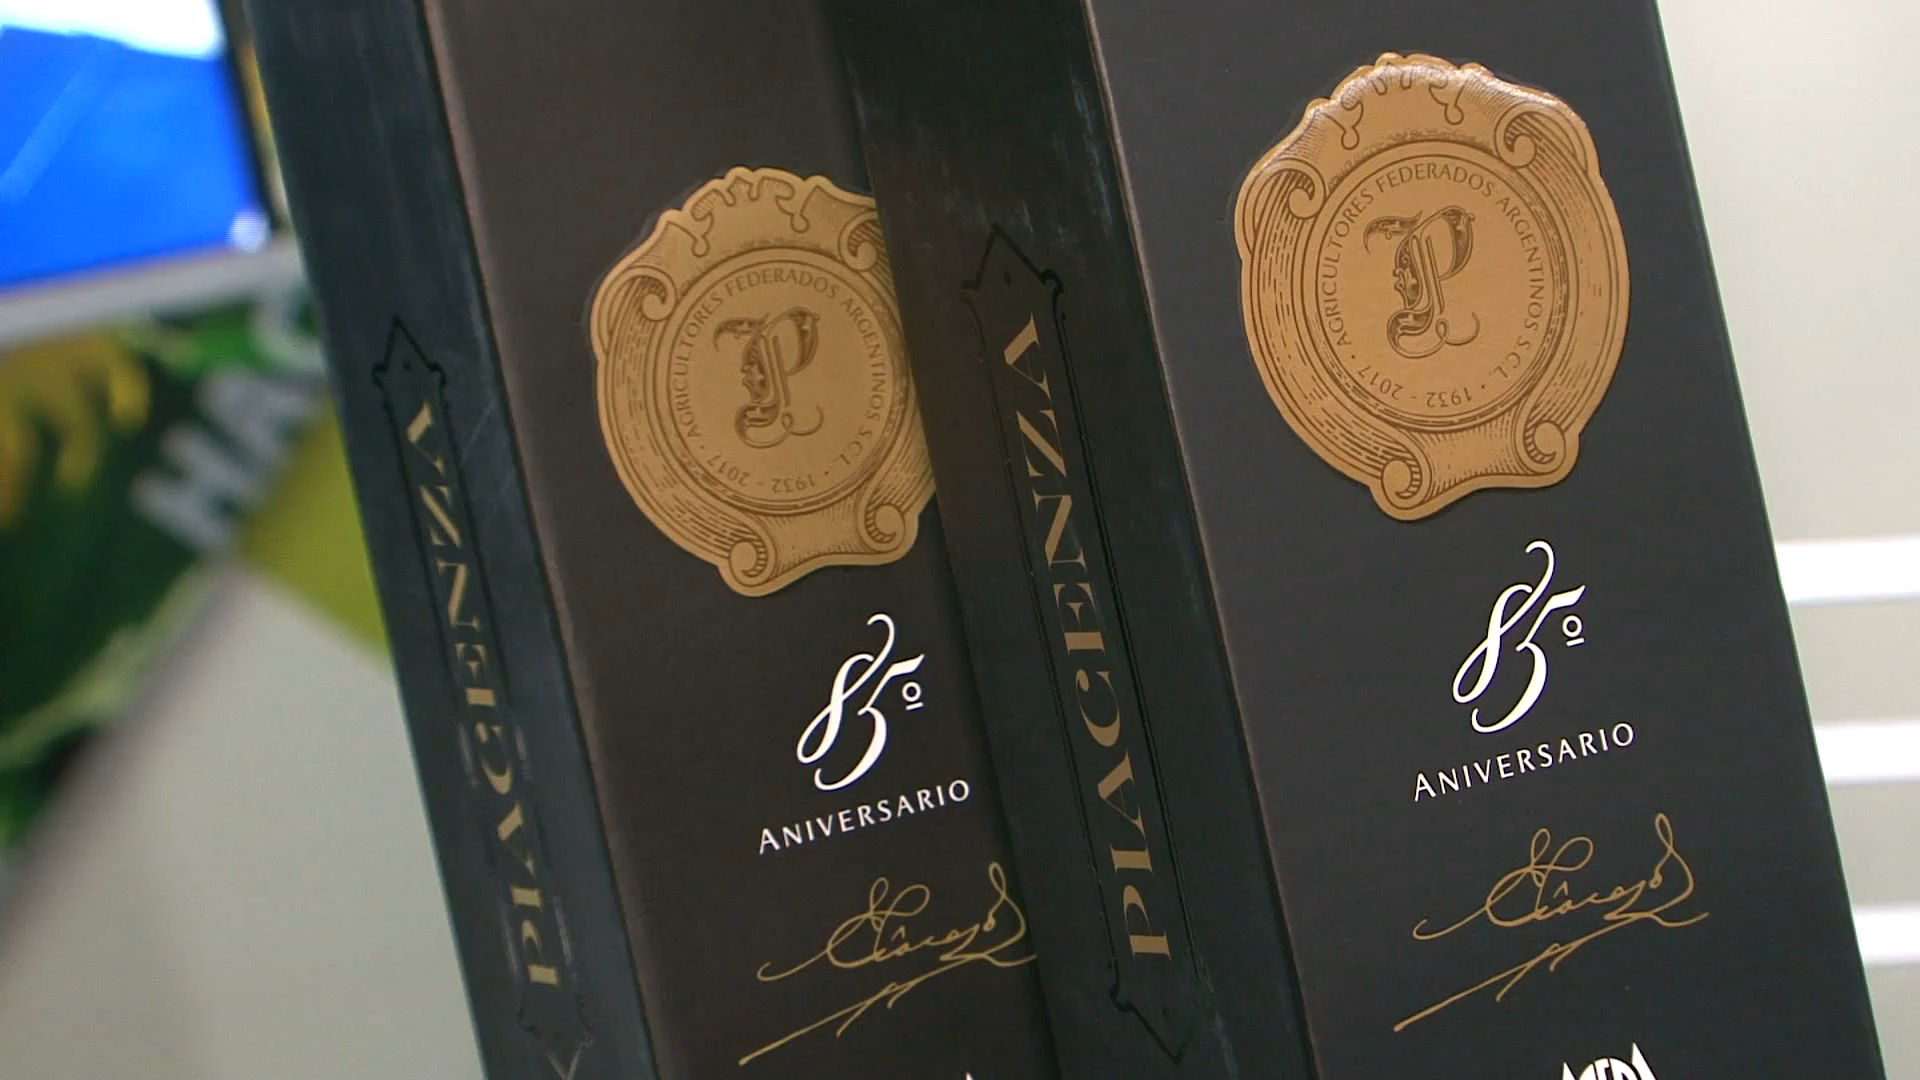 PIACENZA
AGRICULTORES FEDERADOS ARGENTINOS S.C.L. • 1932 - 2017 •
P
85º
ANIVERSARIO
PIACENZA
AGRICULTORES FEDERADOS ARGENTINOS S.C.L. • 1932 - 2017 •
P
85º
ANIVERSARIO